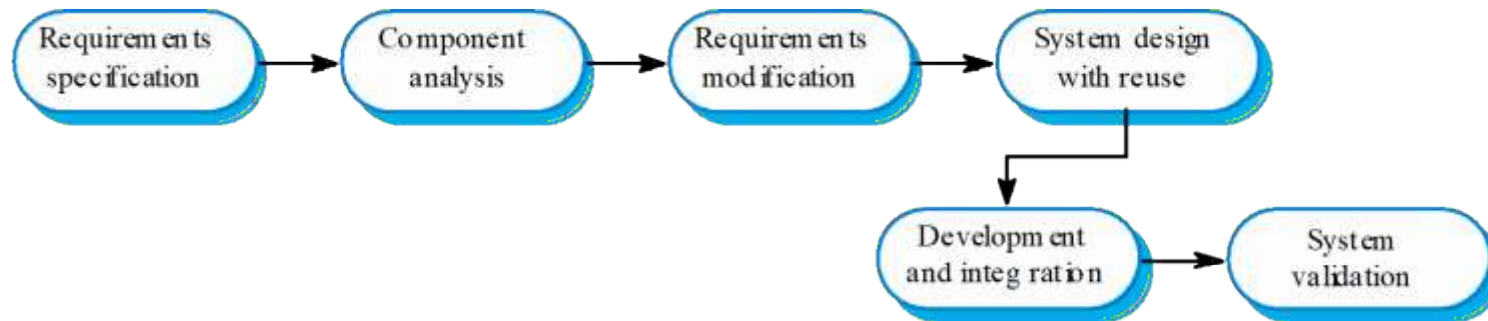 Requirements
specification
Component
analysis
Requirements
modification
System design
with reuse
Development
and integration
System
validation